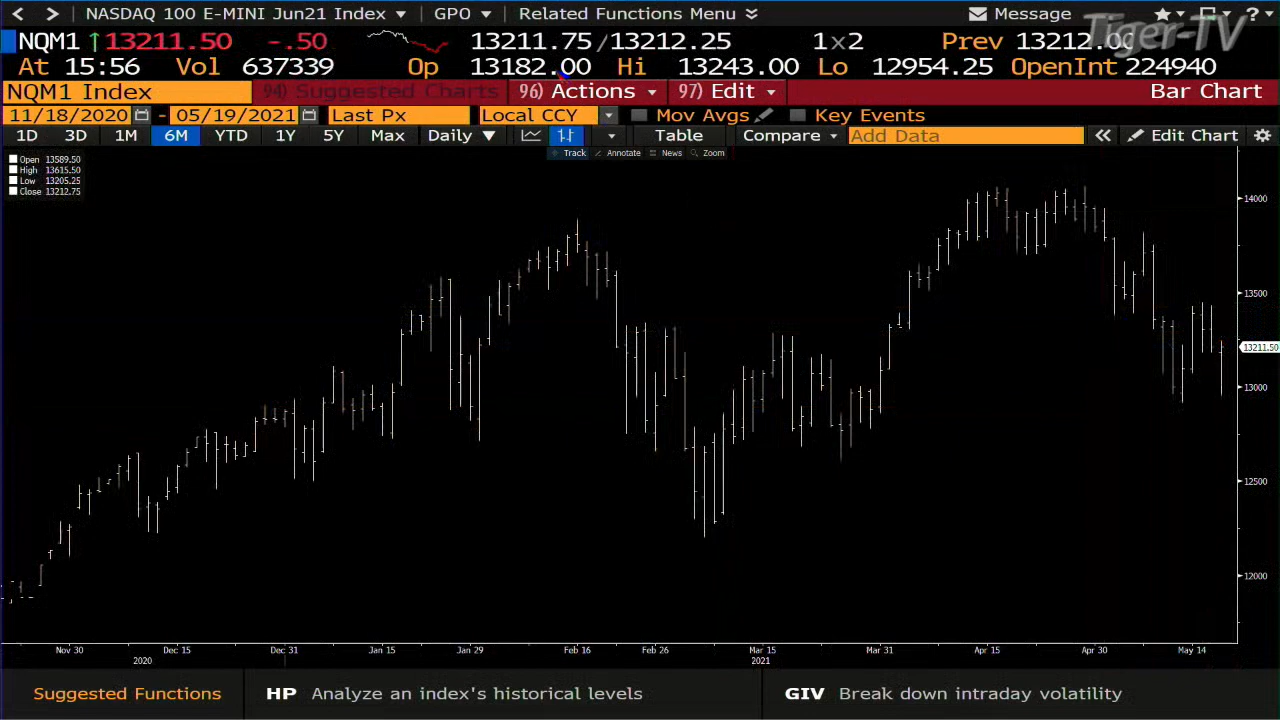 < > NASDAQ 100 E-MINI Jun21 Index GPO Related Functions Menu Message ?
Tiger-TV
NQM1 ↑13211.50 -.50 13211.75/13212.25 1x2 Prev 13212.00
At 15:56 Vol 637339 Op 13182.00 Hi 13243.00 Lo 12954.25 OpenInt 224940
NQM1 Index 94) Suggested Charts 96) Actions 97) Edit Bar Chart
11/18/2020 - 05/19/2021 Last Px Local CCY Mov Avgs Key Events
1D 3D 1M 6M YTD 1Y 5Y Max Daily ▼ Table Compare Add Data « Edit Chart
Track Annotate News Zoom
Open 13589.50
High 13615.50
Low 13205.25
Close 13212.75
14000
13500
13211.50
13000
12500
12000
Nov 30 Dec 15 Dec 31 Jan 15 Jan 29 Feb 16 Feb 26 Mar 15 Mar 31 Apr 15 Apr 30 May 14
2020 2021
Suggested Functions HP Analyze an index's historical levels GIV Break down intraday volatility